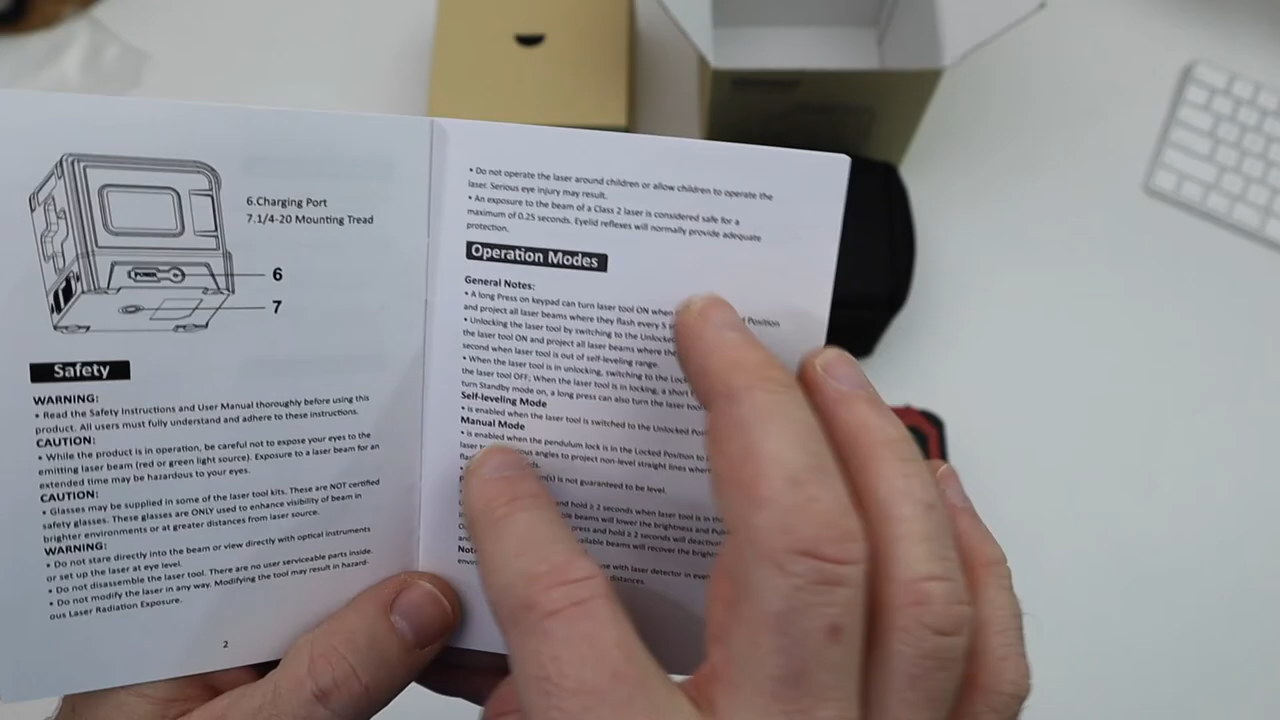 6.Charging Port
7.1/4-20 Mounting Tread
POWER
6
7
Safety
WARNING:
• Read the Safety Instructions and User Manual thoroughly before using this
product. All users must fully understand and adhere to these instructions.
CAUTION:
• While the product is in operation, be careful not to expose your eyes to the
emitting laser beam (red or green light source). Exposure to a laser beam for an
extended time may be hazardous to your eyes.
CAUTION:
• Glasses may be supplied in some of the laser tool kits. These are NOT certified
safety glasses. These glasses are ONLY used to enhance visibility of beam in
brighter environments or at greater distances from laser source.
WARNING:
• Do not stare directly into the beam or view directly with optical instruments
or set up the laser at eye level.
• Do not disassemble the laser tool. There are no user serviceable parts inside.
• Do not modify the laser in any way. Modifying the tool may result in hazard-
ous Laser Radiation Exposure.
2
• Do not operate the laser around children or allow children to operate the
laser. Serious eye injury may result.
• An exposure to the beam of a Class 2 laser is considered safe for a
maximum of 0.25 seconds. Eyelid reflexes will normally provide adequate
protection.
Operation Modes
General Notes:
• A long Press on keypad can turn laser tool ON when Position
and project all laser beams where they flash every 5
• Unlocking the laser tool by switching to the Unlocked
the laser tool ON and project all laser beams where the
second when laser tool is out of self-leveling range.
• When the laser tool is in unlocking, switching to the
the laser tool OFF; When the laser tool is in locking, a short
turn Standby mode on, a long press can also turn the laser
Self-leveling Mode
• is enabled when the laser tool is switched to the Unlocked
Manual Mode
• is enabled when the pendulum lock is in the Locked Position to
laser angles to project non-level straight lines
is not guaranteed to be level.
and hold ≥ 2 seconds when laser tool is in
beams will lower the brightness and
press and hold ≥ 2 seconds will
beams will recover the
with laser detector in
distances.